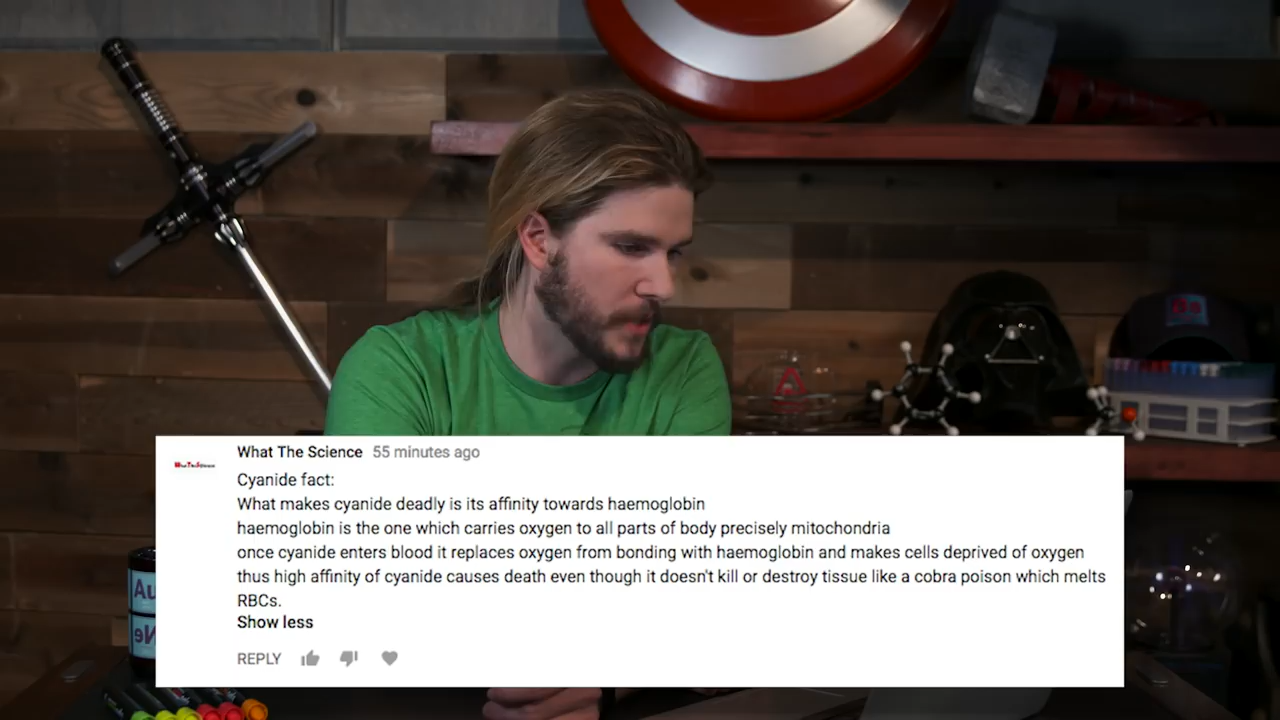 What The Science 55 minutes ago
Cyanide fact:
What makes cyanide deadly is its affinity towards haemoglobin
haemoglobin is the one which carries oxygen to all parts of body precisely mitochondria
once cyanide enters blood it replaces oxygen from bonding with haemoglobin and makes cells deprived of oxygen
thus high affinity of cyanide causes death even though it doesn't kill or destroy tissue like a cobra poison which melts
RBCs.
Show less
REPLY
Au